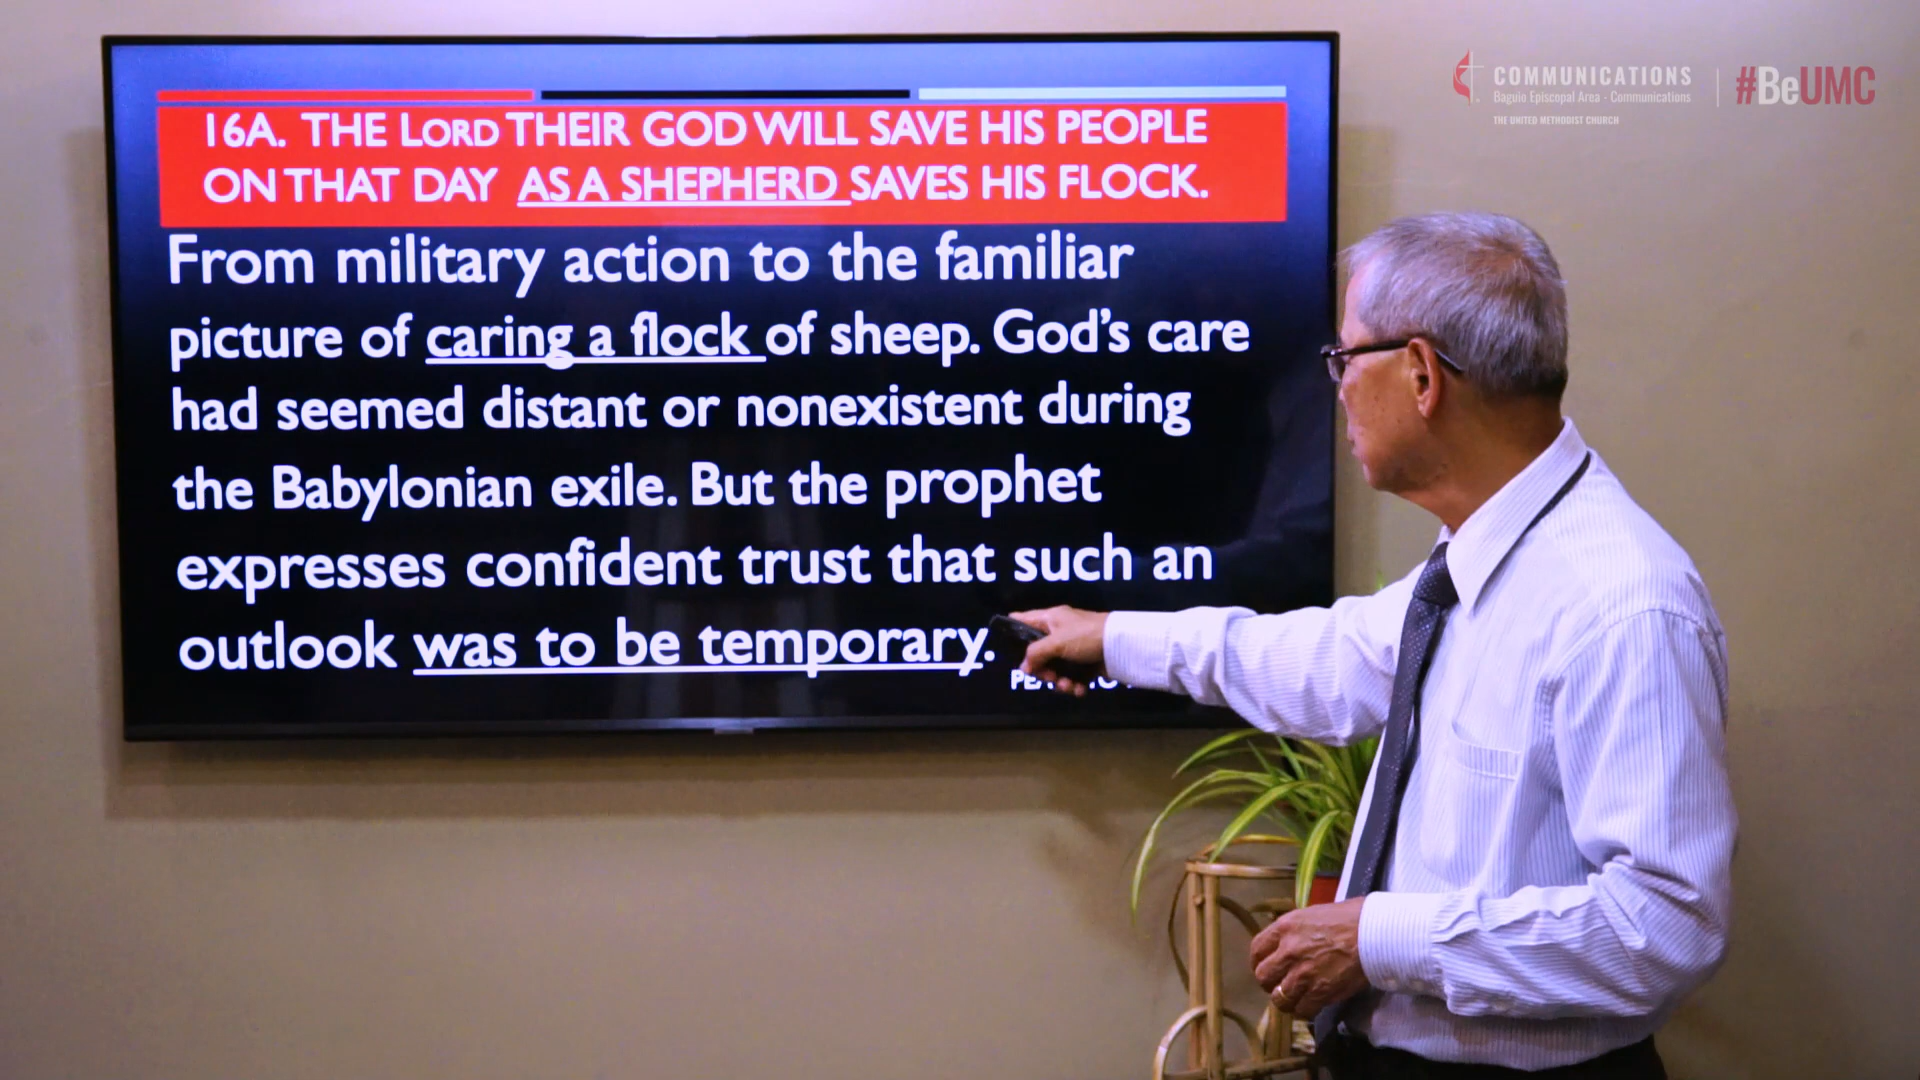 COMMUNICATIONS
Baguio Episcopal Area - Communications
THE UNITED METHODIST CHURCH
#BeUMC
16A. THE LORD THEIR GOD WILL SAVE HIS PEOPLE
ON THAT DAY AS A SHEPHERD SAVES HIS FLOCK.
From military action to the familiar
picture of caring a flock of sheep. God's care
had seemed distant or nonexistent during
the Babylonian exile. But the prophet
expresses confident trust that such an
outlook was to be temporary.